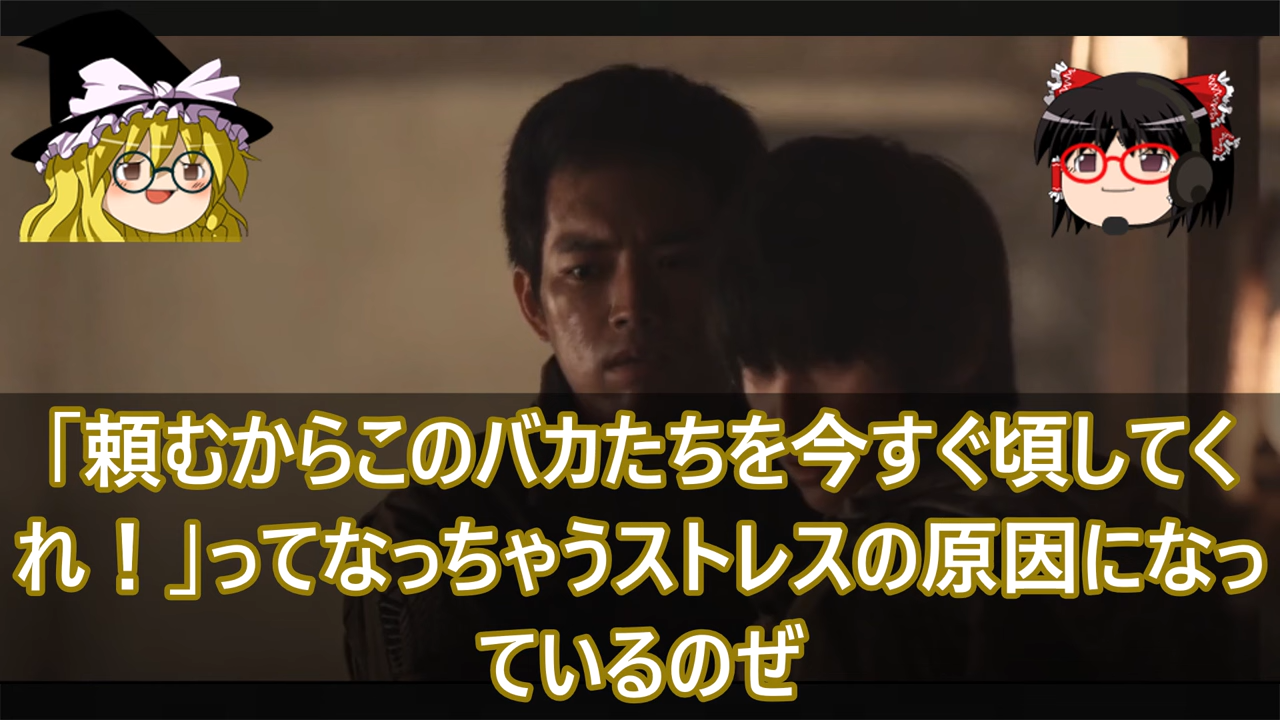 「頼むからこのバカたちを今すぐ頃してく
れ！」ってなっちゃうストレスの原因になっ
ているのぜ